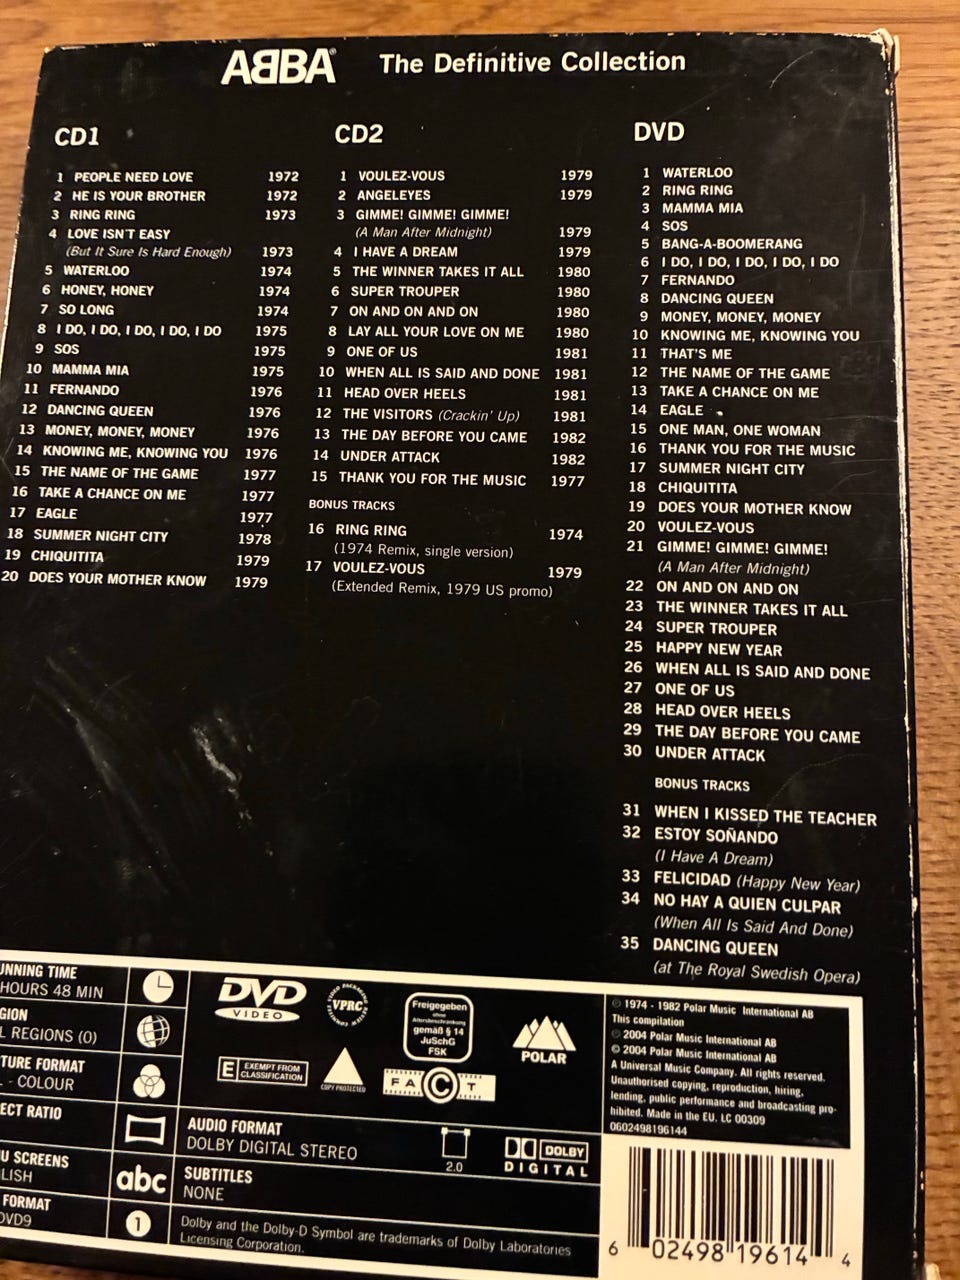 ABBA® The Definitive Collection
CD1
1 PEOPLE NEED LOVE 1972
2 HE IS YOUR BROTHER 1972
3 RING RING 1973
4 LOVE ISN'T EASY
(But It Sure Is Hard Enough) 1973
5 WATERLOO 1974
6 HONEY, HONEY 1974
7 SO LONG 1974
8 I DO, I DO, I DO, I DO, I DO 1975
9 SOS 1975
10 MAMMA MIA 1975
11 FERNANDO 1976
12 DANCING QUEEN 1976
13 MONEY, MONEY, MONEY 1976
14 KNOWING ME, KNOWING YOU 1976
15 THE NAME OF THE GAME 1977
16 TAKE A CHANCE ON ME 1977
17 EAGLE 1977
18 SUMMER NIGHT CITY 1978
19 CHIQUITITA 1979
20 DOES YOUR MOTHER KNOW 1979
CD2
1 VOULEZ-VOUS 1979
2 ANGELEYES 1979
3 GIMME! GIMME! GIMME!
(A Man After Midnight) 1979
4 I HAVE A DREAM 1979
5 THE WINNER TAKES IT ALL 1980
6 SUPER TROUPER 1980
7 ON AND ON AND ON 1980
8 LAY ALL YOUR LOVE ON ME 1980
9 ONE OF US 1981
10 WHEN ALL IS SAID AND DONE 1981
11 HEAD OVER HEELS 1981
12 THE VISITORS (Crackin' Up) 1981
13 THE DAY BEFORE YOU CAME 1982
14 UNDER ATTACK 1982
15 THANK YOU FOR THE MUSIC 1977
BONUS TRACKS
16 RING RING 1974
(1974 Remix, single version)
17 VOULEZ-VOUS 1979
(Extended Remix, 1979 US promo)
DVD
1 WATERLOO
2 RING RING
3 MAMMA MIA
4 SOS
5 BANG-A-BOOMERANG
6 I DO, I DO, I DO, I DO, I DO
7 FERNANDO
8 DANCING QUEEN
9 MONEY, MONEY, MONEY
10 KNOWING ME, KNOWING YOU
11 THAT'S ME
12 THE NAME OF THE GAME
13 TAKE A CHANCE ON ME
14 EAGLE
15 ONE MAN, ONE WOMAN
16 THANK YOU FOR THE MUSIC
17 SUMMER NIGHT CITY
18 CHIQUITITA
19 DOES YOUR MOTHER KNOW
20 VOULEZ-VOUS
21 GIMME! GIMME! GIMME!
(A Man After Midnight)
22 ON AND ON AND ON
23 THE WINNER TAKES IT ALL
24 SUPER TROUPER
25 HAPPY NEW YEAR
26 WHEN ALL IS SAID AND DONE
27 ONE OF US
28 HEAD OVER HEELS
29 THE DAY BEFORE YOU CAME
30 UNDER ATTACK
BONUS TRACKS
31 WHEN I KISSED THE TEACHER
32 ESTOY SOÑANDO
(I Have A Dream)
33 FELICIDAD (Happy New Year)
34 NO HAY A QUIEN CULPAR
(When All Is Said And Done)
35 DANCING QUEEN
(at The Royal Swedish Opera)
UNNING TIME
HOURS 48 MIN
GION
L REGIONS (0)
TURE FORMAT
- COLOUR
ECT RATIO
U SCREENS
LISH
FORMAT
DVD9
abc
1
DVD
VIDEO
VIDEO PACKAGING REVIEW COMMITTEE
VPRC
Freigegeben
ohne
Altersbeschränkung
gemäß § 14
JuSchG
FSK
POLAR
E EXEMPT FROM
CLASSIFICATION
COPY PROTECTED
FACT
AUDIO FORMAT
DOLBY DIGITAL STEREO
2.0
DOLBY
DIGITAL
SUBTITLES
NONE
Dolby and the Dolby-D Symbol are trademarks of Dolby Laboratories
Licensing Corporation.
℗ 1974 - 1982 Polar Music International AB
This compilation
℗ 2004 Polar Music International AB
© 2004 Polar Music International AB
A Universal Music Company. All rights reserved.
Unauthorised copying, reproduction, hiring,
lending, public performance and broadcasting pro-
hibited. Made in the EU. LC 00309
0602498196144
6 02498 19614 4